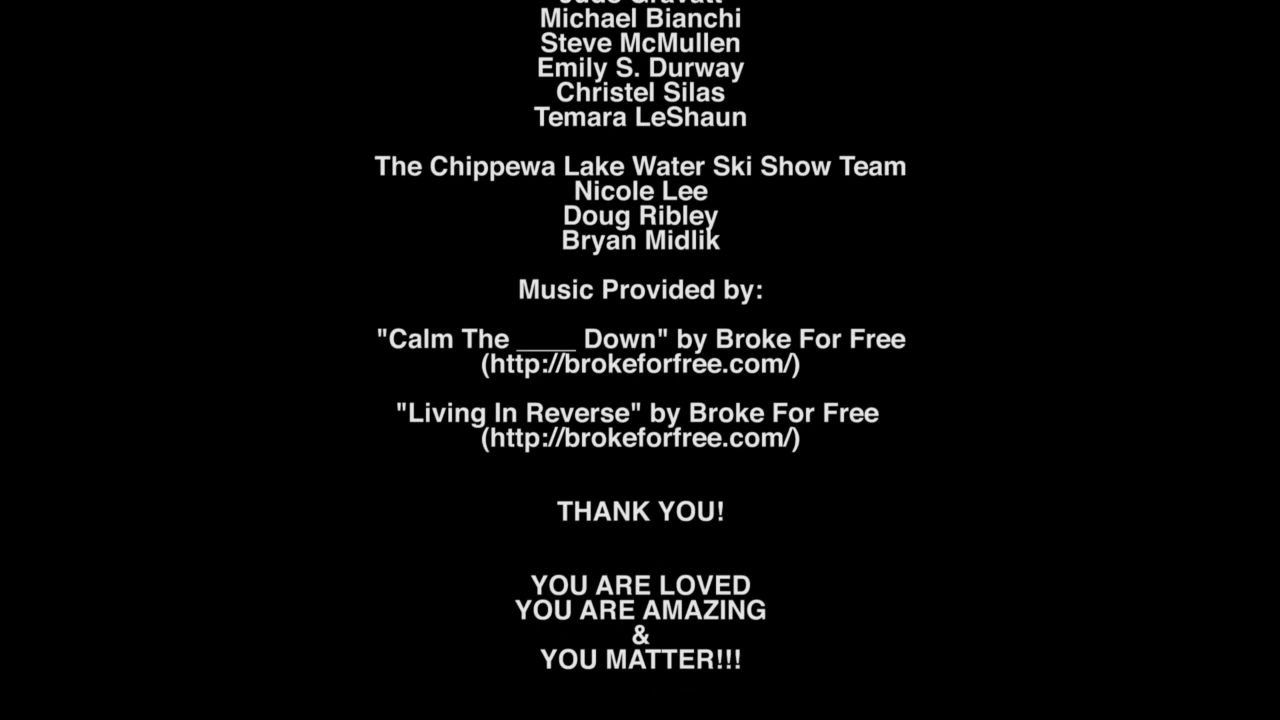 Michael Bianchi
Steve McMullen
Emily S. Durway
Christel Silas
Temara LeShaun
The Chippewa Lake Water Ski Show Team
Nicole Lee
Doug Ribley
Bryan Midlik
Music Provided by:
"Calm The ____ Down" by Broke For Free
(http://brokeforfree.com/)
"Living In Reverse" by Broke For Free
(http://brokeforfree.com/)
THANK YOU!
YOU ARE LOVED
YOU ARE AMAZING
&
YOU MATTER!!!